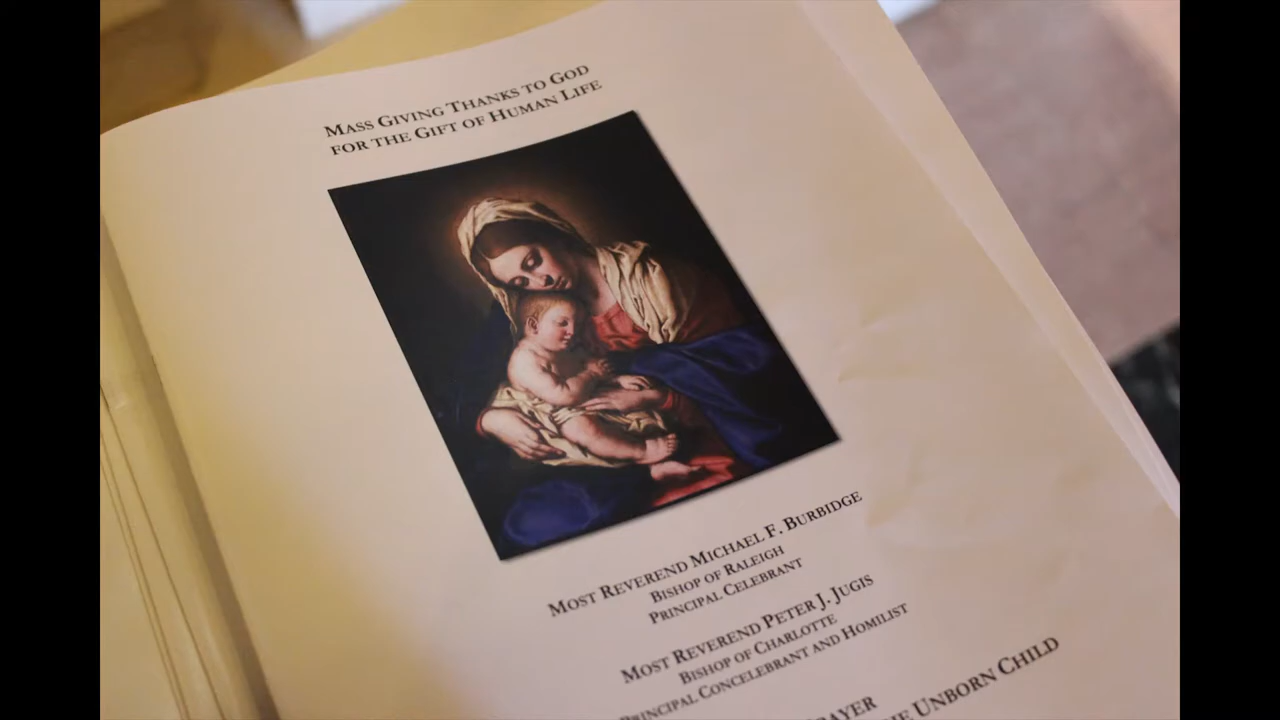 MASS GIVING THANKS TO GOD
FOR THE GIFT OF HUMAN LIFE
MOST REVEREND MICHAEL F. BURBIDGE
BISHOP OF RALEIGH
PRINCIPAL CELEBRANT
MOST REVEREND PETER J. JUGIS
BISHOP OF CHARLOTTE
PRINCIPAL CONCELEBRANT AND HOMILIST
UNBORN CHILD